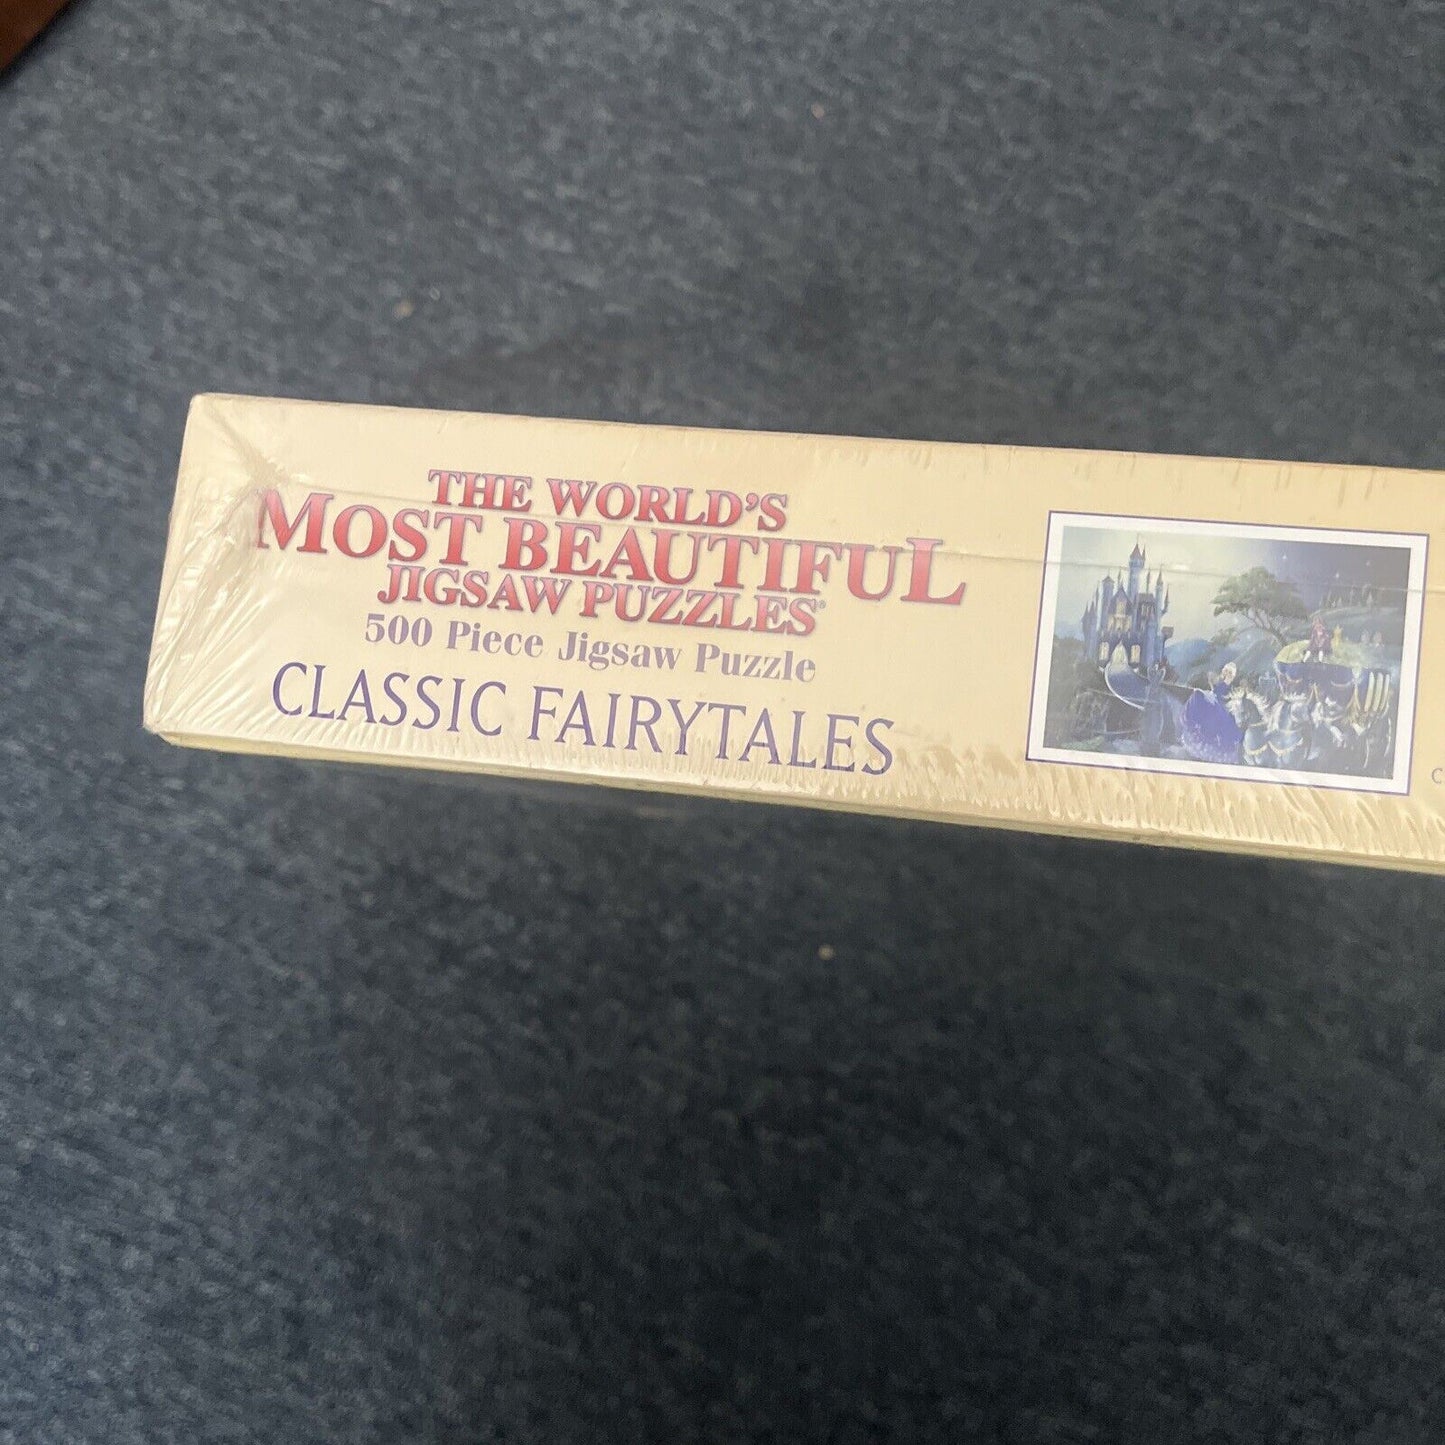 THE WORLD'S
MOST BEAUTIFUL
JIGSAW PUZZLES®
500 Piece Jigsaw Puzzle
CLASSIC FAIRYTALES
C